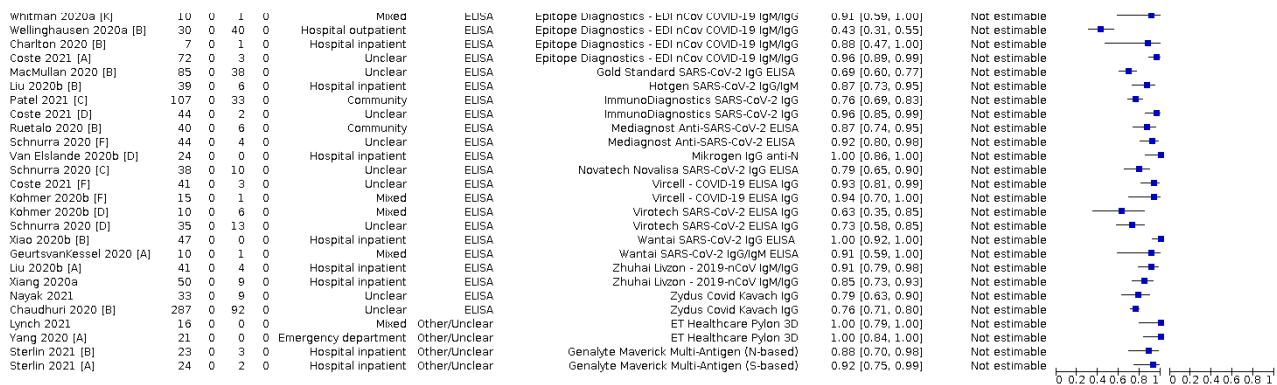 Whitman 2020a [K] 10 0 1 0 Mixed ELISA Epitope Diagnostics - EDI nCov COVID-19 IgM/IgG 0.91 [0.59, 1.00] Not estimable
Wellinghausen 2020a [B] 30 0 40 0 Hospital outpatient ELISA Epitope Diagnostics - EDI nCov COVID-19 IgM/IgG 0.43 [0.31, 0.55] Not estimable
Charlton 2020 [B] 7 0 1 0 Hospital inpatient ELISA Epitope Diagnostics - EDI nCov COVID-19 IgM/IgG 0.88 [0.47, 1.00] Not estimable
Coste 2021 [A] 72 0 3 0 Unclear ELISA Epitope Diagnostics - EDI nCov COVID-19 IgM/IgG 0.96 [0.89, 0.99] Not estimable
MacMullan 2020 [B] 85 0 38 0 Unclear ELISA Gold Standard SARS-CoV-2 IgG ELISA 0.69 [0.60, 0.77] Not estimable
Liu 2020b [B] 39 0 6 0 Hospital inpatient ELISA Hotgen IgG/IgM 0.87 [0.73, 0.95] Not estimable
Patel 2021 [C] 107 0 33 0 Community ELISA ImmunoDiagnostics SARS-CoV-2 IgG 0.76 [0.69, 0.83] Not estimable
Coste 2021 [D] 44 0 2 0 Unclear ELISA ImmunoDiagnostics SARS-CoV-2 IgG 0.96 [0.85, 0.99] Not estimable
Ruetalo 2020 [B] 40 0 6 0 Community ELISA Mediagnost Anti-SARS-CoV-2 ELISA 0.87 [0.74, 0.95] Not estimable
Schnurra 2020 [F] 44 0 4 0 Unclear ELISA Mediagnost Anti-SARS-CoV-2 ELISA 0.92 [0.80, 0.98] Not estimable
Van Elslande 2020b [D] 24 0 0 0 Hospital inpatient ELISA Mikrogen IgG anti-N 1.00 [0.86, 1.00] Not estimable
Schnurra 2020 [C] 38 0 10 0 Unclear ELISA Novatech Novalisa SARS-CoV-2 IgG ELISA 0.79 [0.65, 0.90] Not estimable
Coste 2021 [F] 41 0 3 0 Unclear ELISA Vircell - COVID-19 ELISA IgG 0.93 [0.81, 0.99] Not estimable
Kohmer 2020b [F] 15 0 1 0 Mixed ELISA Vircell - COVID-19 ELISA IgG 0.94 [0.70, 1.00] Not estimable
Kohmer 2020b [D] 10 0 6 0 Mixed ELISA Virotech SARS-CoV-2 ELISA IgG 0.63 [0.35, 0.85] Not estimable
Schnurra 2020 [D] 35 0 13 0 Unclear ELISA Virotech SARS-CoV-2 ELISA IgG 0.73 [0.58, 0.85] Not estimable
Xiao 2020b [B] 47 0 0 0 Hospital inpatient ELISA Wantai SARS-CoV-2 IgG ELISA 1.00 [0.92, 1.00] Not estimable
GeurtsvanKessel 2020 [A] 10 0 1 0 Mixed ELISA Wantai SARS-CoV-2 IgG/IgM ELISA 0.91 [0.59, 1.00] Not estimable
Liu 2020b [A] 41 0 4 0 Hospital inpatient ELISA Zhuhai Livzon - 2019-nCoV IgM/IgG 0.91 [0.79, 0.98] Not estimable
Xiang 2020a 50 0 9 0 Hospital inpatient ELISA Zhuhai Livzon - 2019-nCoV IgM/IgG 0.85 [0.73, 0.93] Not estimable
Nayak 2021 33 0 9 0 Unclear ELISA Zydus Covid Kavach IgG 0.79 [0.63, 0.90] Not estimable
Chaudhuri 2020 [B] 287 0 92 0 Unclear ELISA Zydus Covid Kavach IgG 0.76 [0.71, 0.80] Not estimable
Lynch 2021 16 0 0 0 Mixed Other/Unclear ET Healthcare Pylon 3D 1.00 [0.79, 1.00] Not estimable
Yang 2020 [A] 21 0 0 0 Emergency department Other/Unclear ET Healthcare Pylon 3D 1.00 [0.84, 1.00] Not estimable
Sterlin 2021 [B] 23 0 3 0 Hospital inpatient Other/Unclear Genalyte Maverick Multi-Antigen (N-based) 0.88 [0.70, 0.98] Not estimable
Sterlin 2021 [A] 24 0 2 0 Hospital inpatient Other/Unclear Genalyte Maverick Multi-Antigen (S-based) 0.92 [0.75, 0.99] Not estimable
0 0.2 0.4 0.6 0.8 1 0 0.2 0.4 0.6 0.8 1